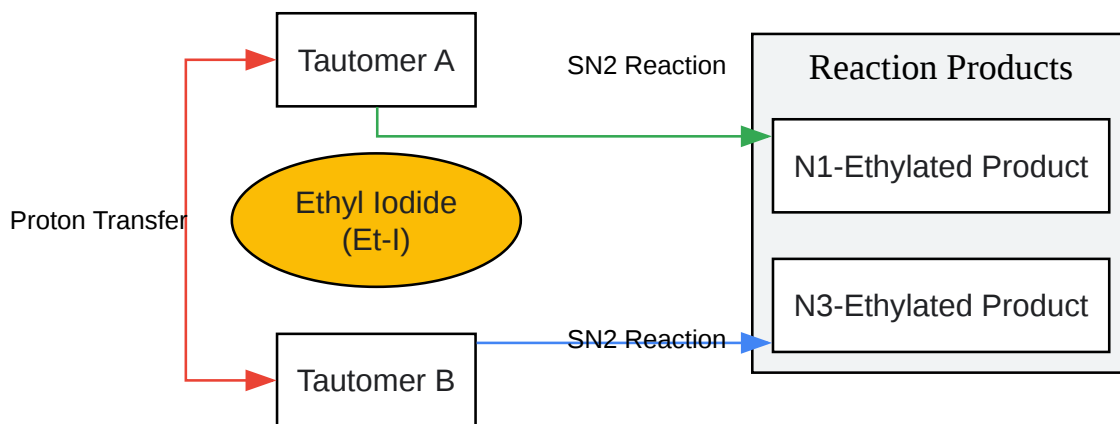 Tautomer A
SN2 Reaction
Reaction Products
N1-Ethylated Product
Ethyl Iodide
(Et-I)
Proton Transfer
N3-Ethylated Product
SN2 Reaction
Tautomer B